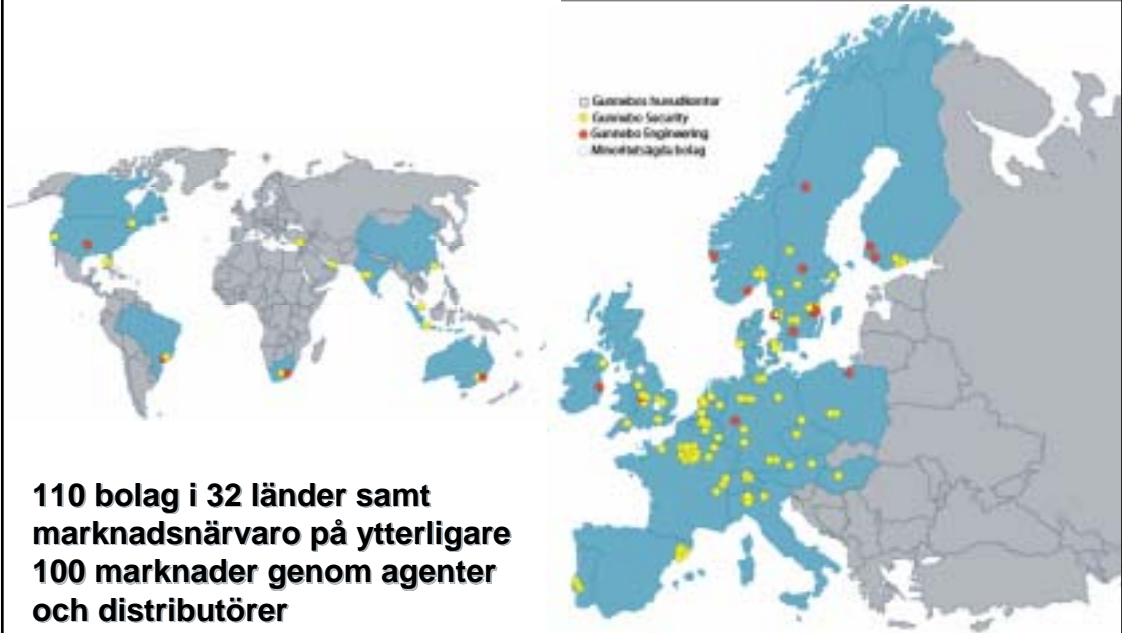 Gunnebos huvudkontor
Gunnebo Security
Gunnebo Engineering
Minoritetsägda bolag
110 bolag i 32 länder samt
marknadsnärvaro på ytterligare
100 marknader genom agenter
och distributörer